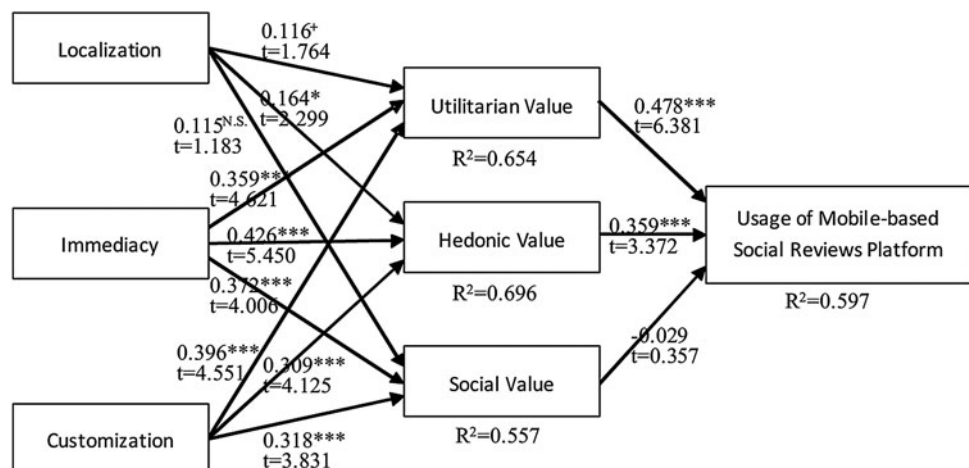 Localization
0.116⁺
t=1.764
0.164*
t=2.299
0.115N.S.
t=1.183
Utilitarian Value
R²=0.654
0.478***
t=6.381
0.359***
t=4.621
Immediacy
0.426***
t=5.450
Hedonic Value
R²=0.696
0.359***
t=3.372
Usage of Mobile-based
Social Reviews Platform
R²=0.597
0.372***
t=4.006
0.396***
t=4.551
0.309***
t=4.125
Social Value
R²=0.557
-0.029
t=0.357
Customization
0.318***
t=3.831